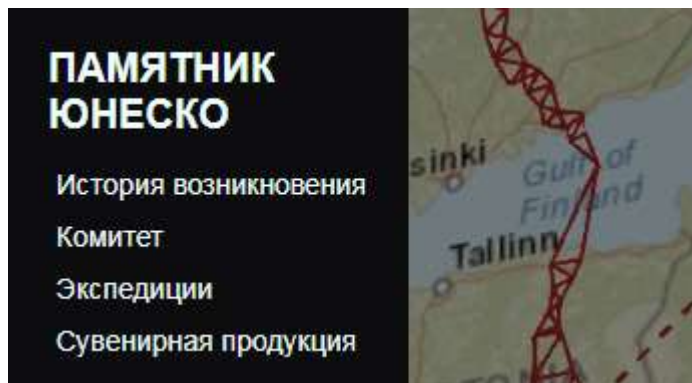 ПАМЯТНИК
ЮНЕСКО
История возникновения
Комитет
Экспедиции
Сувенирная продукция
sinki
Gulf of
Finland
Tallinn